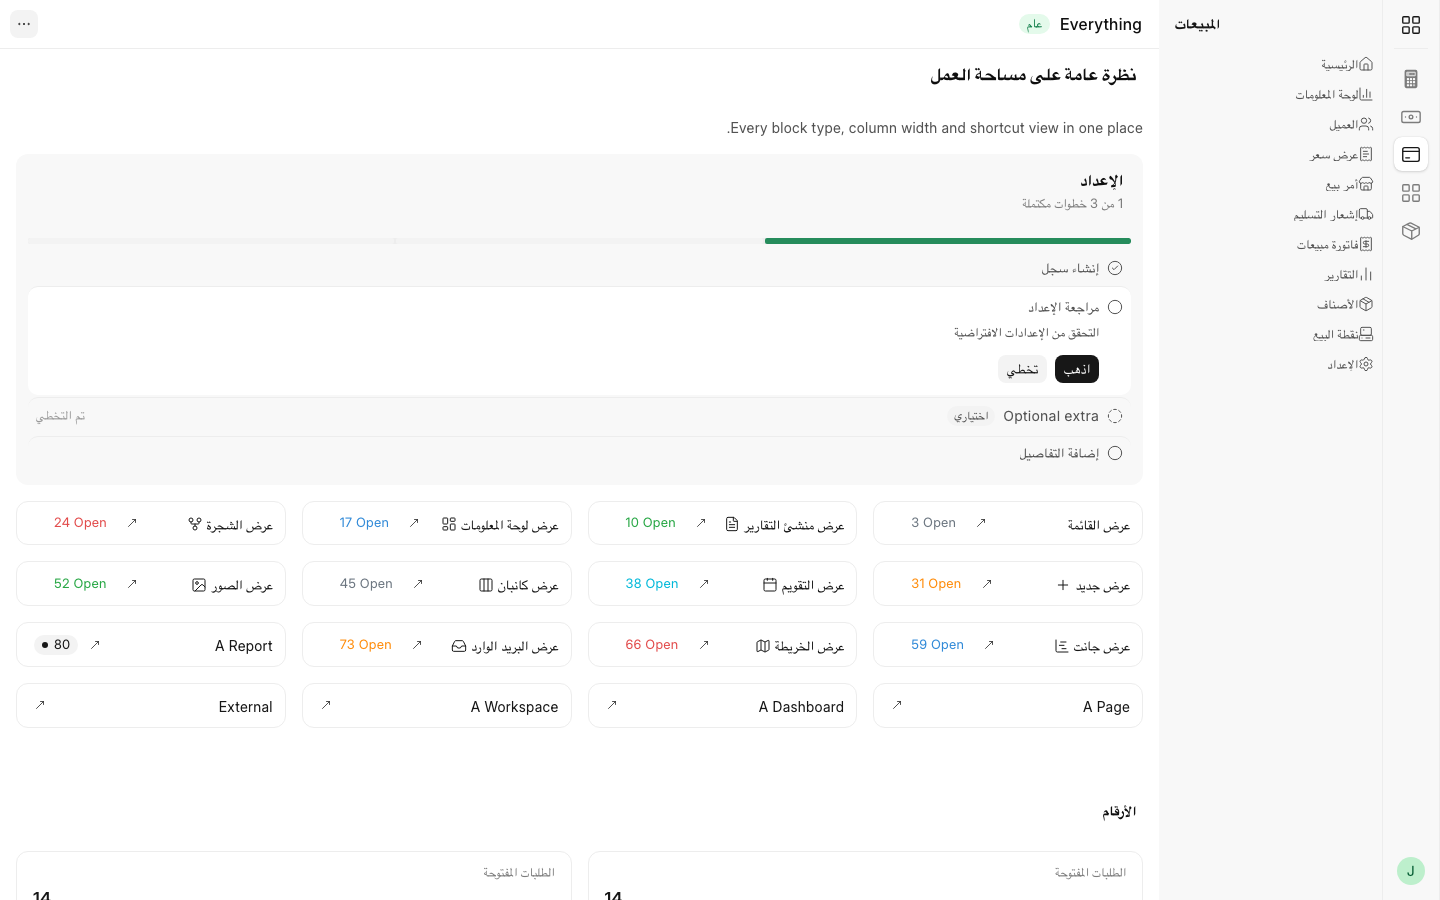 المبيعات
الرئيسية
لوحة المعلومات
العميل
عرض سعر
أمر بيع
إشعار التسليم
فاتورة مبيعات
التقارير
الأصناف
نقطة البيع
الإعداد
J
Everything عام
نظرة عامة على مساحة العمل
Every block type, column width and shortcut view in one place.
الإعداد
1 من 3 خطوات مكتملة
إنشاء سجل
مراجعة الإعداد
التحقق من الإعدادات الافتراضية
اذهب تخطي
Optional extra اختياري تم التخطي
إضافة التفاصيل
عرض القائمة 3 Open عرض منشئ التقارير 10 Open عرض لوحة المعلومات 17 Open عرض الشجرة 24 Open
عرض جديد 31 Open عرض التقويم 38 Open عرض كانبان 45 Open عرض الصور 52 Open
عرض جانت 59 Open عرض الخريطة 66 Open عرض البريد الوارد 73 Open A Report 80
A Page A Dashboard A Workspace External
الأرقام
الطلبات المفتوحة الطلبات المفتوحة
14 14